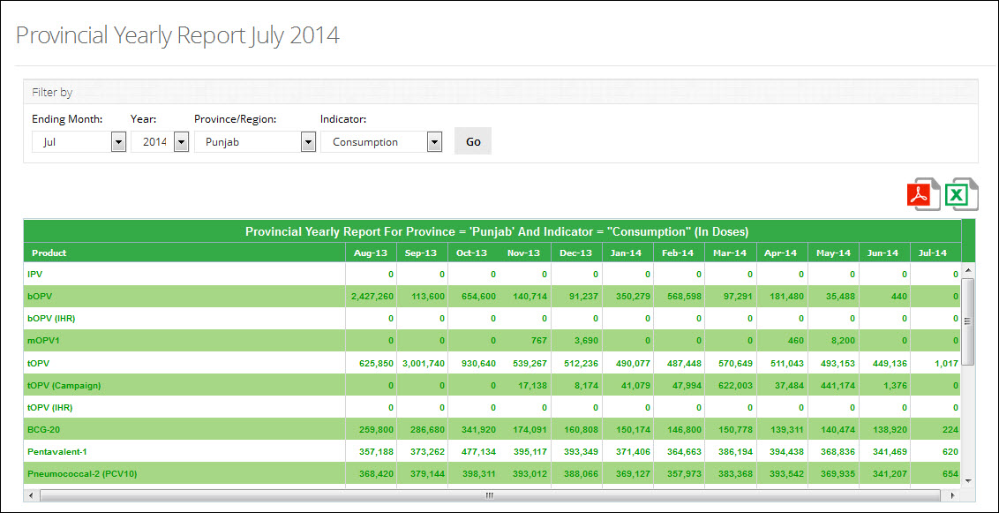 Provincial Yearly Report July 2014
Filter by
Ending Month: Year: Province/Region: Indicator:
Jul 2014 Punjab Consumption Go
Provincial Yearly Report For Province = 'Punjab' And Indicator = "Consumption" (In Doses)
Product Aug-13 Sep-13 Oct-13 Nov-13 Dec-13 Jan-14 Feb-14 Mar-14 Apr-14 May-14 Jun-14 Jul-14
IPV 0 0 0 0 0 0 0 0 0 0 0 0
bOPV 2,427,260 113,600 654,600 140,714 91,237 350,279 568,598 97,291 181,480 35,488 440 0
bOPV (IHR) 0 0 0 0 0 0 0 0 0 0 0 0
mOPV1 0 0 0 767 3,690 0 0 0 460 8,200 0 0
tOPV 625,850 3,001,740 930,640 539,267 512,236 490,077 487,448 570,649 511,043 493,153 449,136 1,017
tOPV (Campaign) 0 0 0 17,138 8,174 41,079 47,994 622,003 37,484 441,174 1,376 0
tOPV (IHR) 0 0 0 0 0 0 0 0 0 0 0 0
BCG-20 259,800 286,680 341,920 174,091 160,808 150,174 146,800 150,778 139,311 140,474 138,920 224
Pentavalent-1 357,188 373,262 477,134 395,117 393,349 371,406 364,663 386,194 394,438 368,836 341,469 620
Pneumococcal-2 (PCV10) 368,420 379,144 398,311 393,012 388,066 369,127 357,973 383,368 393,542 369,935 341,207 654